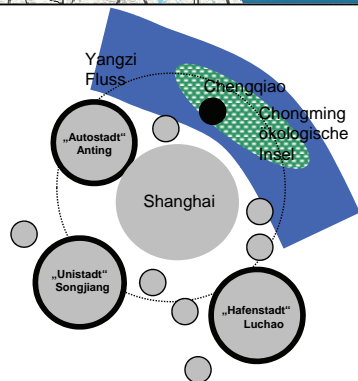 Yangzi
Fluss
Chengqiao
Chongming
ökologische
Insel
„Autostadt“
Anting
Shanghai
„Unistadt“
Songjiang
„Hafenstadt“
Luchao